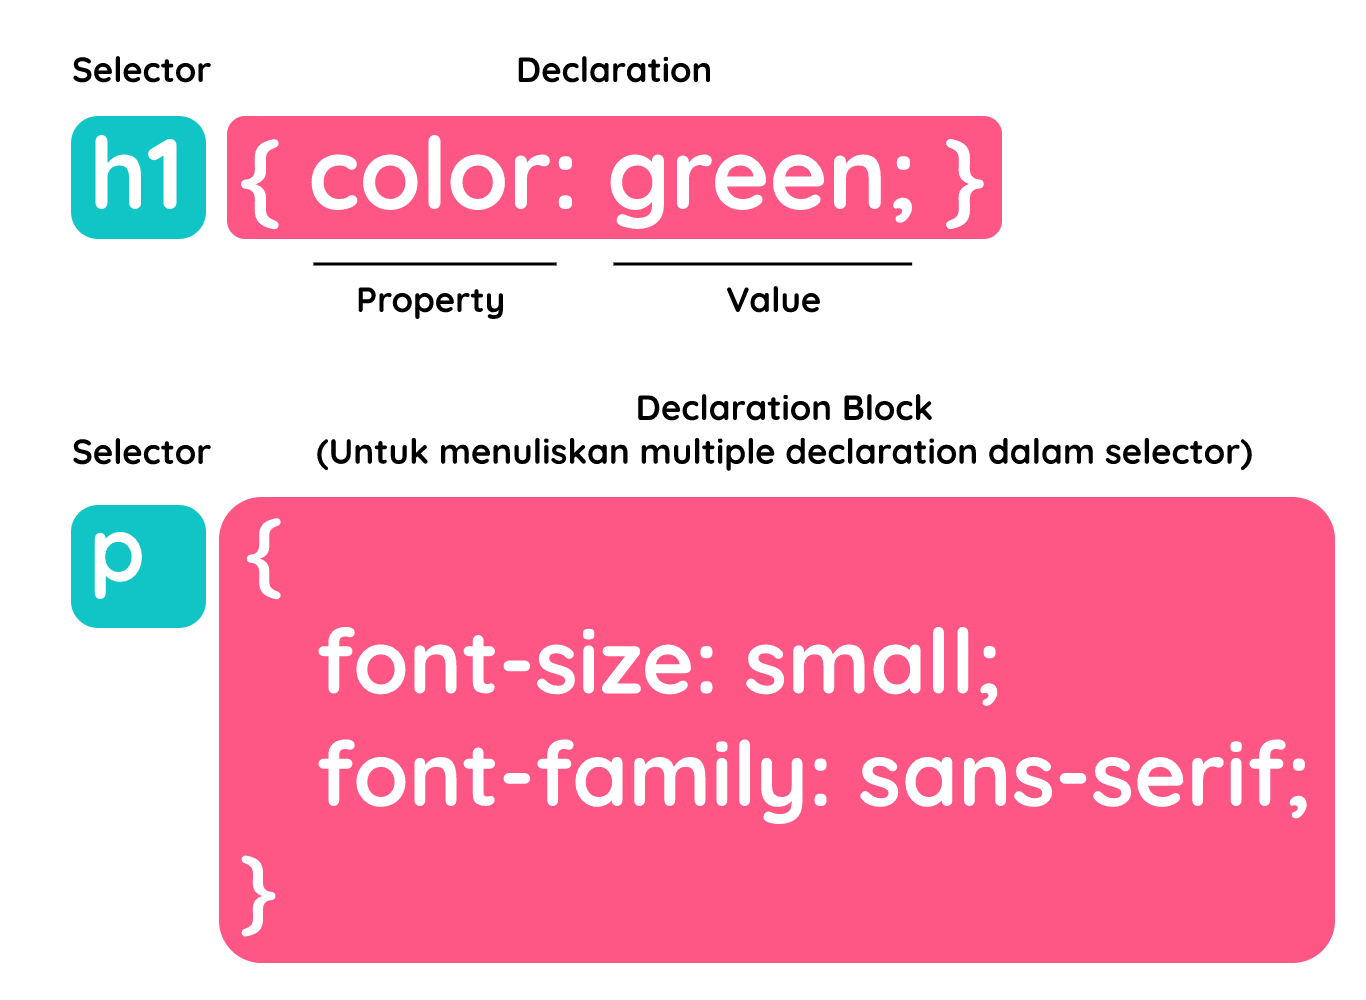 Selector Declaration
h1 { color: green; }
Property Value
Declaration Block
Selector (Untuk menuliskan multiple declaration dalam selector)
p {
font-size: small;
font-family: sans-serif;
}